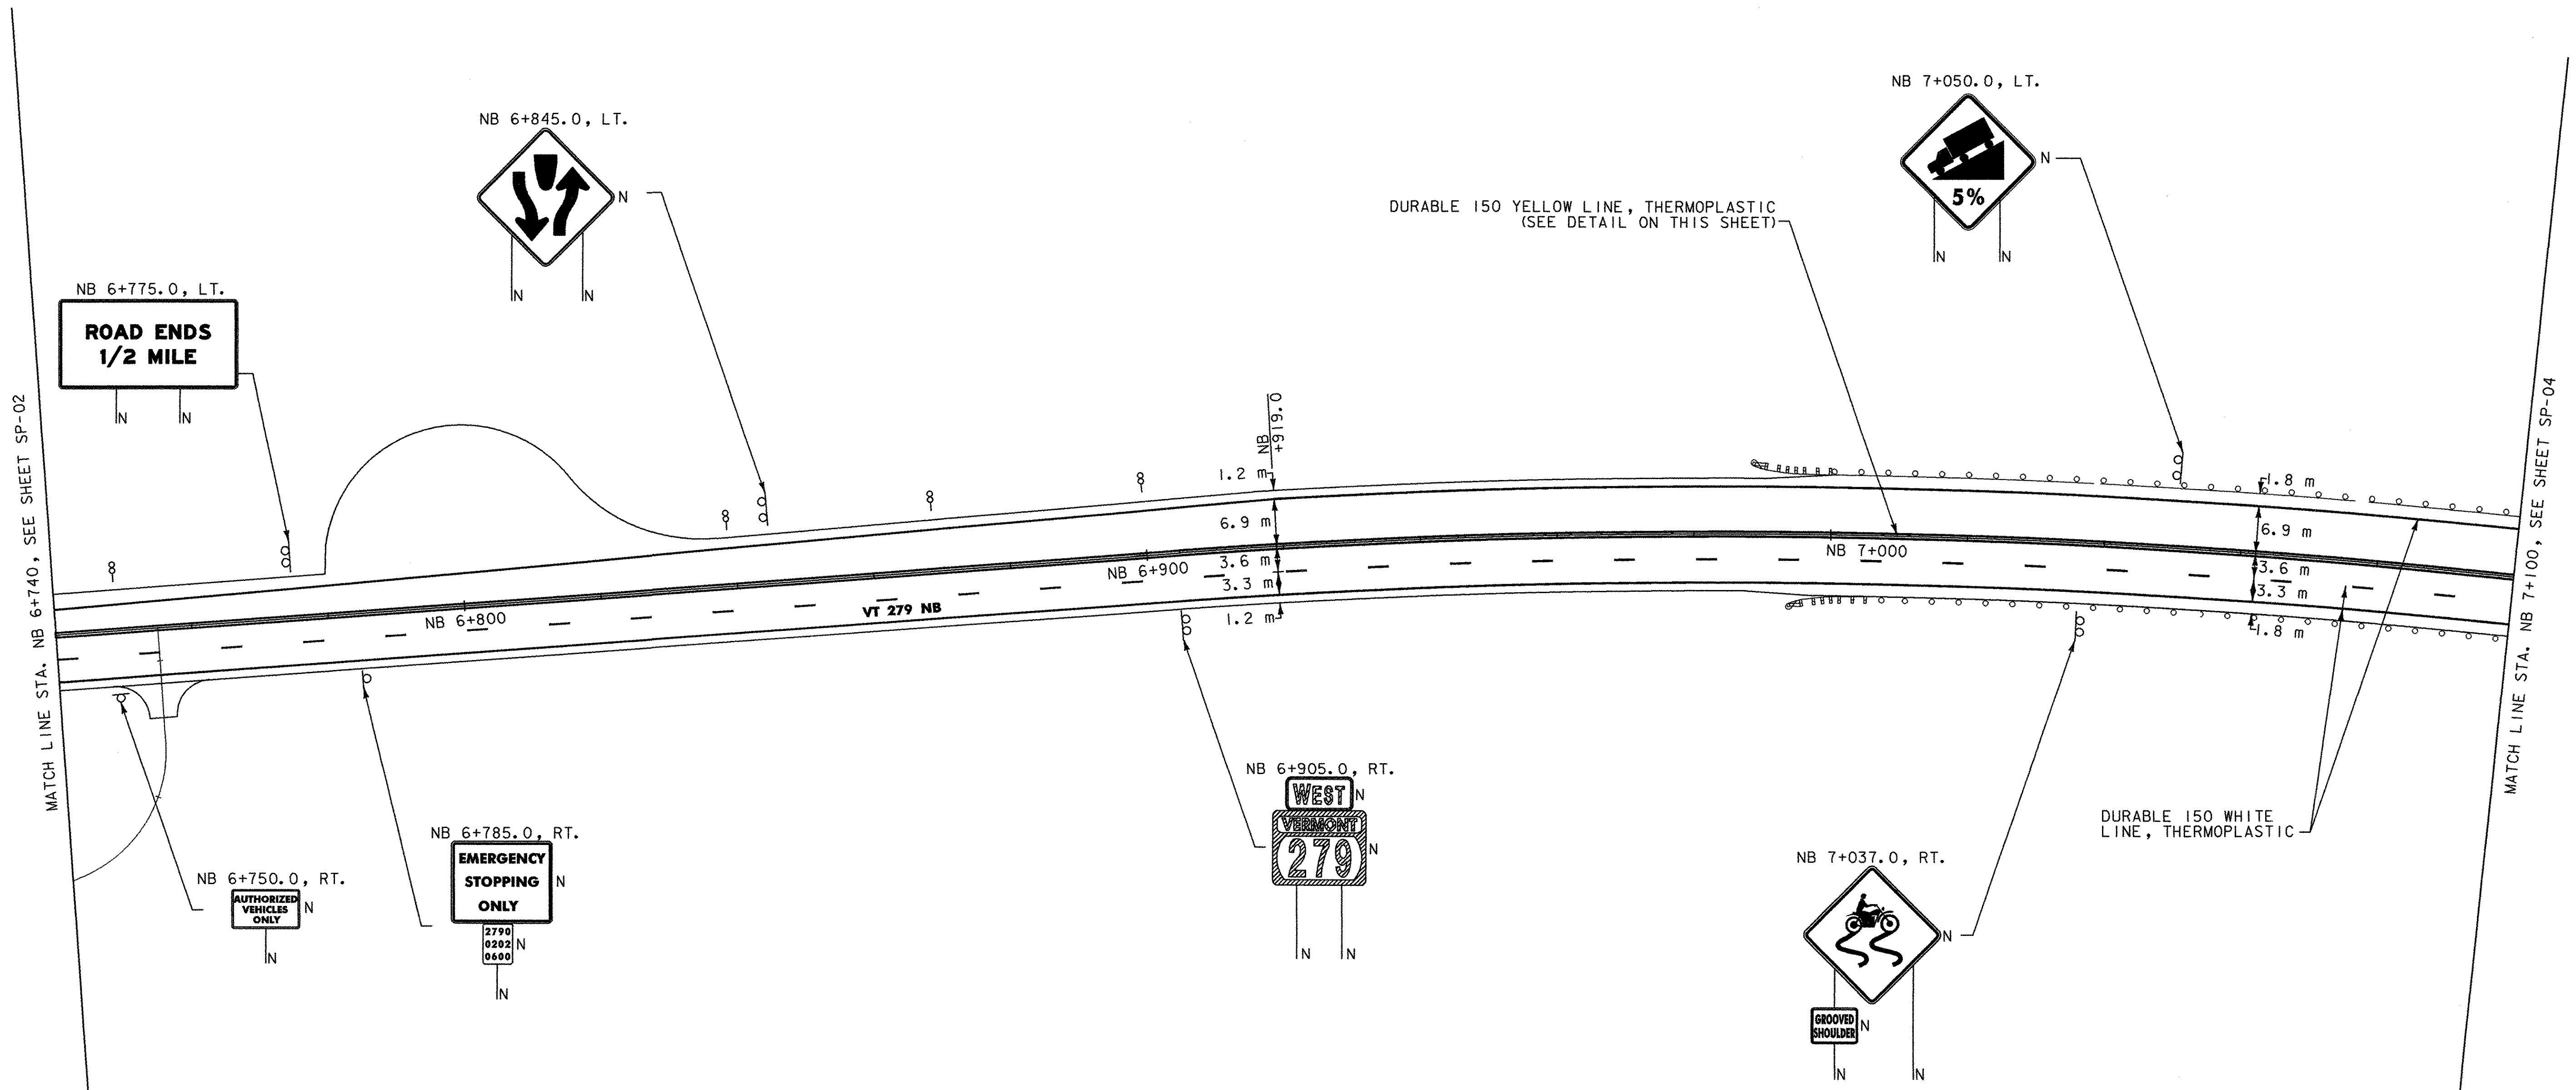 NB 7+050.0, LT.
N
5%
N
N
NB 6+845.0, LT.
N
N
N
DURABLE 150 YELLOW LINE, THERMOPLASTIC
(SEE DETAIL ON THIS SHEET)
NB 6+775.0, LT.
ROAD ENDS
1/2 MILE
N
N
MATCH LINE STA. NB 6+740, SEE SHEET SP-02
MATCH LINE STA. NB 7+100, SEE SHEET SP-04
NB
+919.0
1.2 m
6.9 m
3.6 m
3.3 m
1.2 m
1.8 m
6.9 m
3.6 m
3.3 m
1.8 m
NB 6+800
VT 279 NB
NB 6+900
NB 7+000
NB 6+905.0, RT.
WEST
N
VERMONT
279
N
N
N
DURABLE 150 WHITE
LINE, THERMOPLASTIC
NB 6+785.0, RT.
EMERGENCY
STOPPING
ONLY
N
2790
0202
0600
N
N
NB 6+750.0, RT.
AUTHORIZED
VEHICLES
ONLY
N
N
NB 7+037.0, RT.
N
GROOVED
SHOULDER
N
N
N